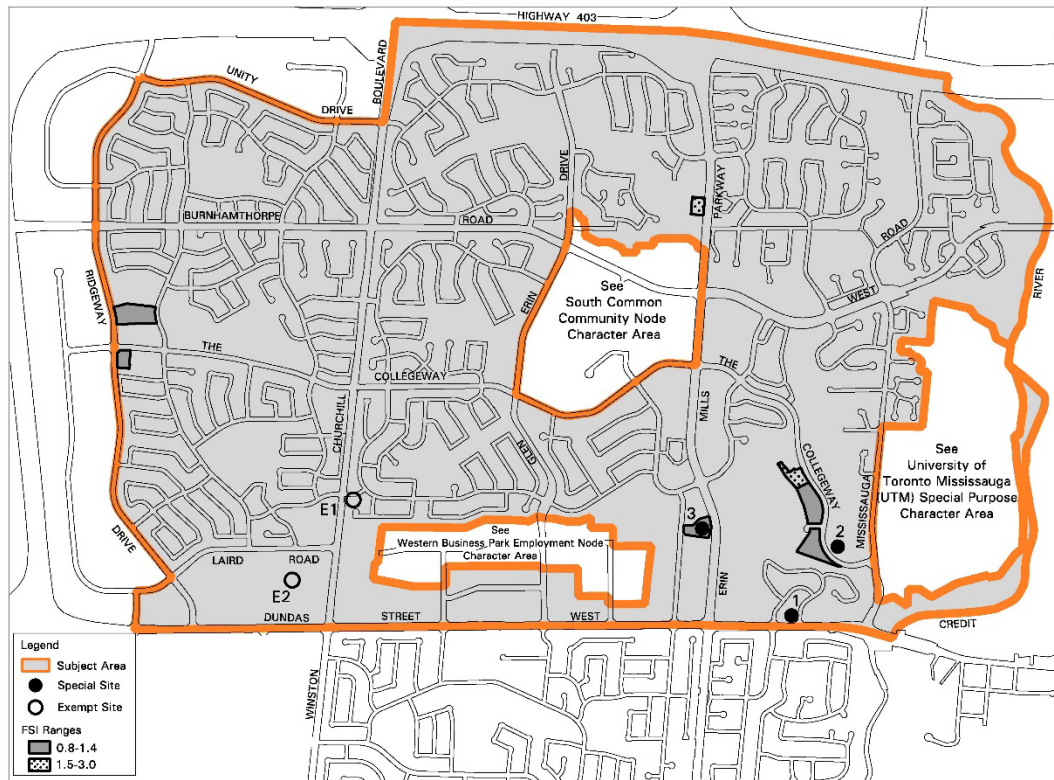 HIGHWAY 403
UNITY
DRIVE
BOULEVARD
DRIVE
PARKWAY
BURNHAMTHORPE
ROAD
ROAD
WEST
RIVER
RIDGEWAY
ERIN
See
South Common
Community Node
Character Area
THE
COLLEGEWAY
THE
CHURCHILL
MILLS
GLEN
COLLEGEWAY
MISSISSAUGA
See
University of
Toronto Mississauga
(UTM) Special Purpose
Character Area
E1
3
2
See
Western Business Park Employment Node
Character Area
DRIVE
LAIRD
ROAD
E2
ERIN
1
DUNDAS
STREET
WEST
CREDIT
WINSTON
Legend
Subject Area
Special Site
Exempt Site
FSI Ranges
0.8-1.4
1.5-3.0